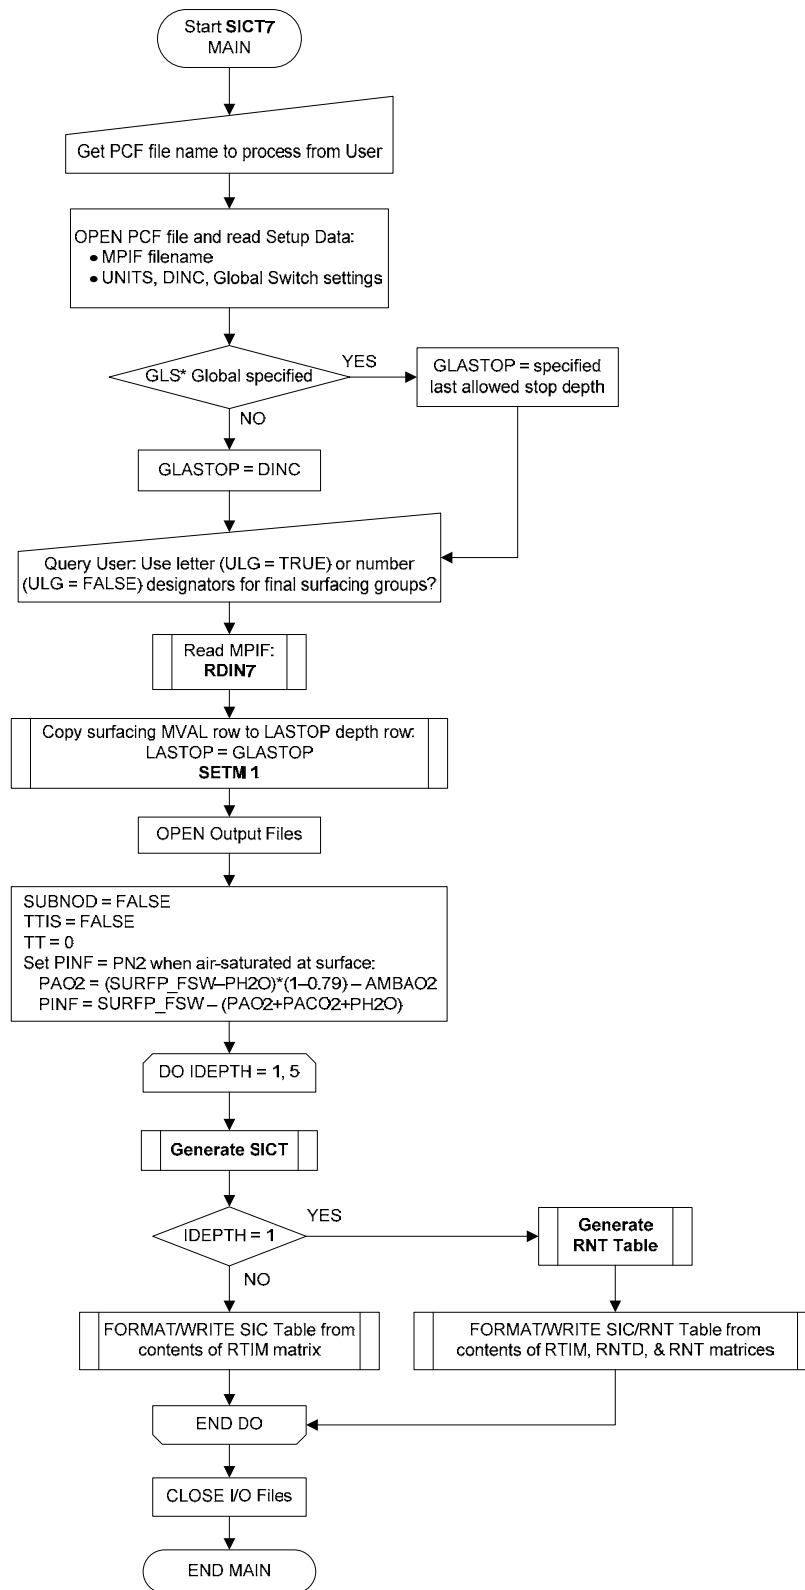 Start SICT7
MAIN
Get PCF file name to process from User
OPEN PCF file and read Setup Data:
• MPIF filename
• UNITS, DINC, Global Switch settings
GLS* Global specified
YES
GLASTOP = specified
last allowed stop depth
NO
GLASTOP = DINC
Query User: Use letter (ULG = TRUE) or number
(ULG = FALSE) designators for final surfacing groups?
Read MPIF:
RDIN7
Copy surfacing MVAL row to LASTOP depth row:
LASTOP = GLASTOP
SETM1
OPEN Output Files
SUBNOD = FALSE
TTIS = FALSE
TT = 0
Set PINF = PN2 when air-saturated at surface:
PAO2 = (SURFP_FSW–PH2O)*(1–0.79) – AMBAO2
PINF = SURFP_FSW – (PAO2+PACO2+PH2O)
DO IDEPTH = 1, 5
Generate SICT
IDEPTH = 1
YES
Generate
RNT Table
NO
FORMAT/WRITE SIC Table from
contents of RTIM matrix
FORMAT/WRITE SIC/RNT Table from
contents of RTIM, RNTD, & RNT matrices
END DO
CLOSE I/O Files
END MAIN